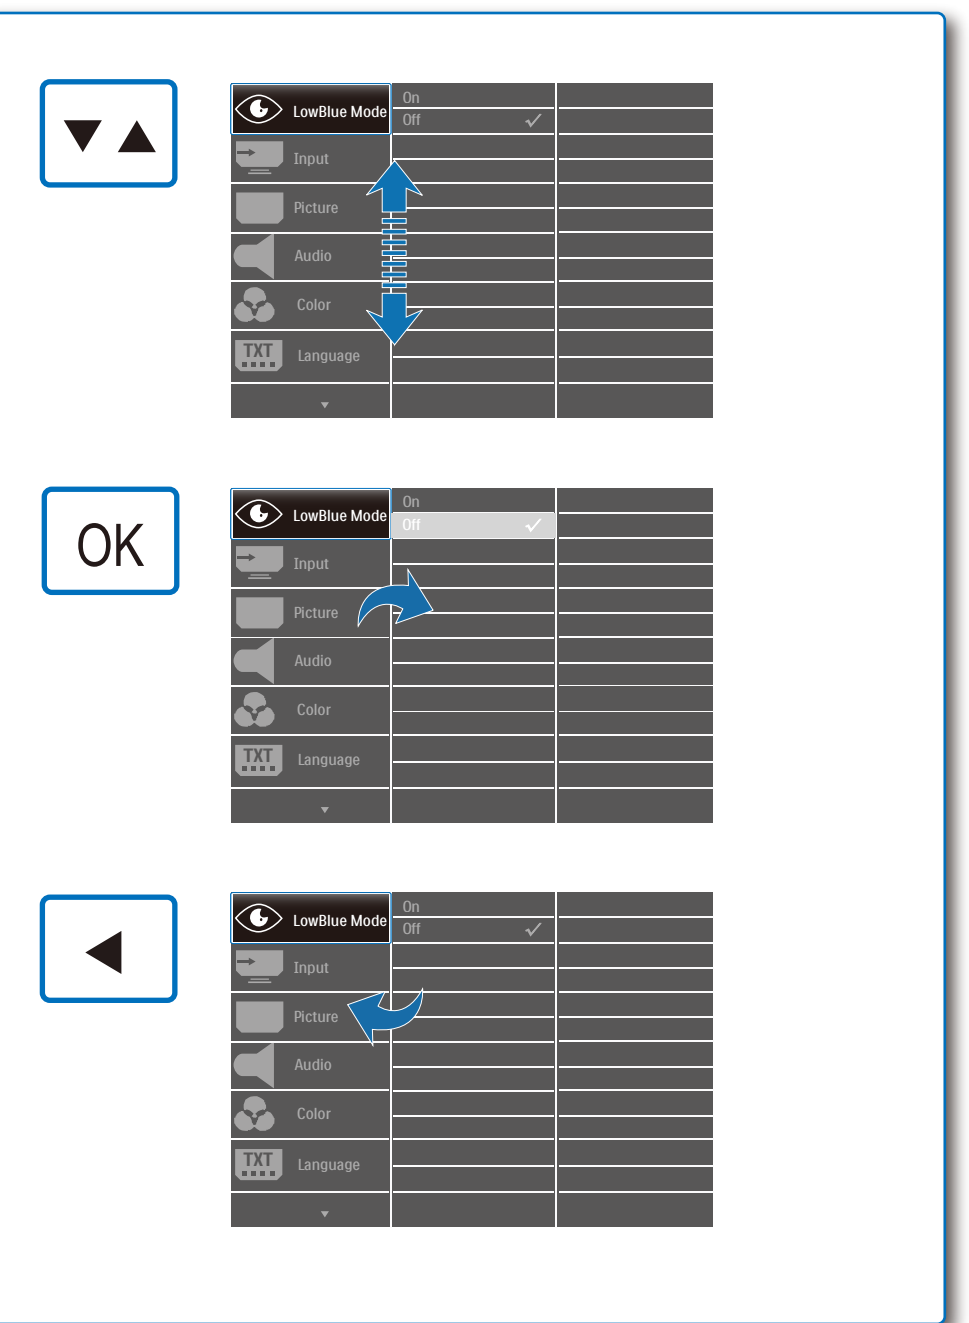 On
LowBlue Mode
Off
Input
Picture
Audio
Color
TXT
Language
OK
On
LowBlue Mode
Off
Input
Picture
Audio
Color
TXT
Language
On
LowBlue Mode
Off
Input
Picture
Audio
Color
TXT
Language